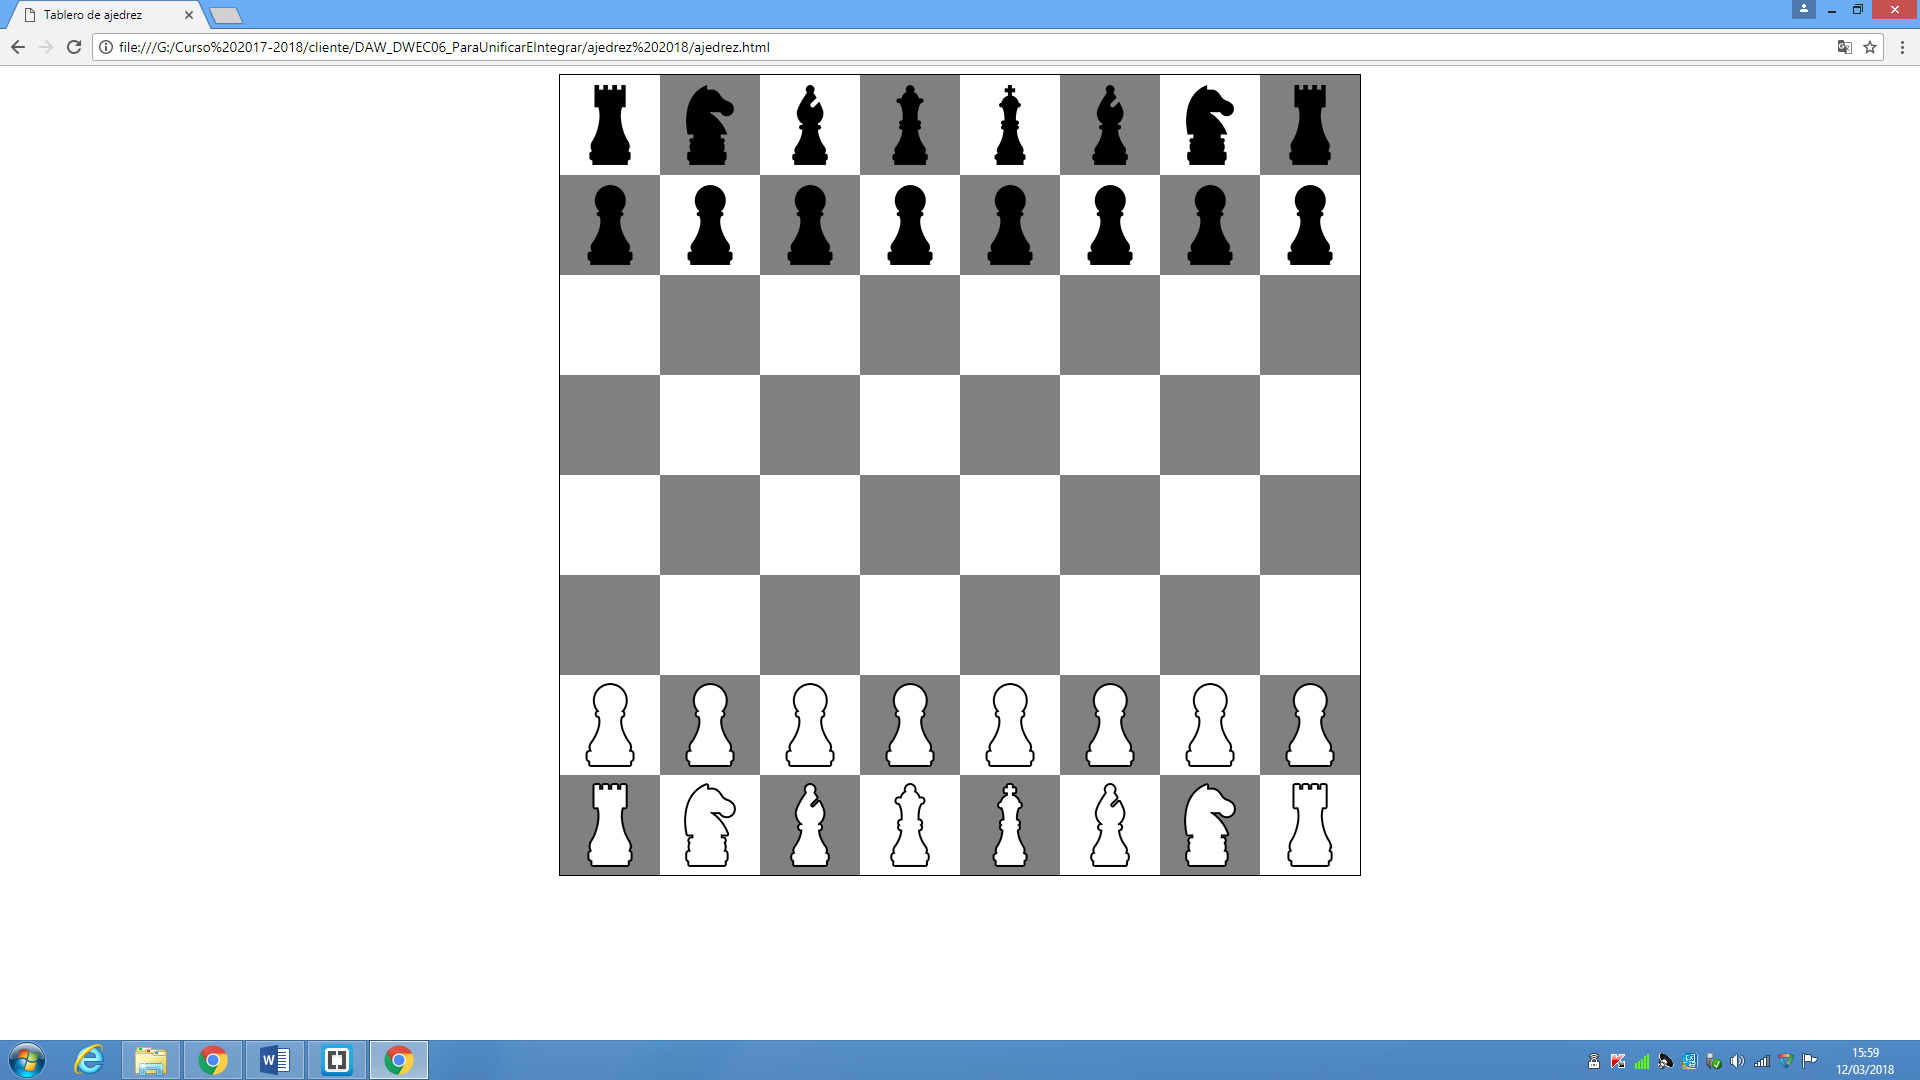 Tablero de ajedrez
file:///G:/Curso%202017-2018/cliente/DAW_DWEC06_ParaUnificarEIntegrar/ajedrez%202018/ajedrez.html
15:59
12/03/2018